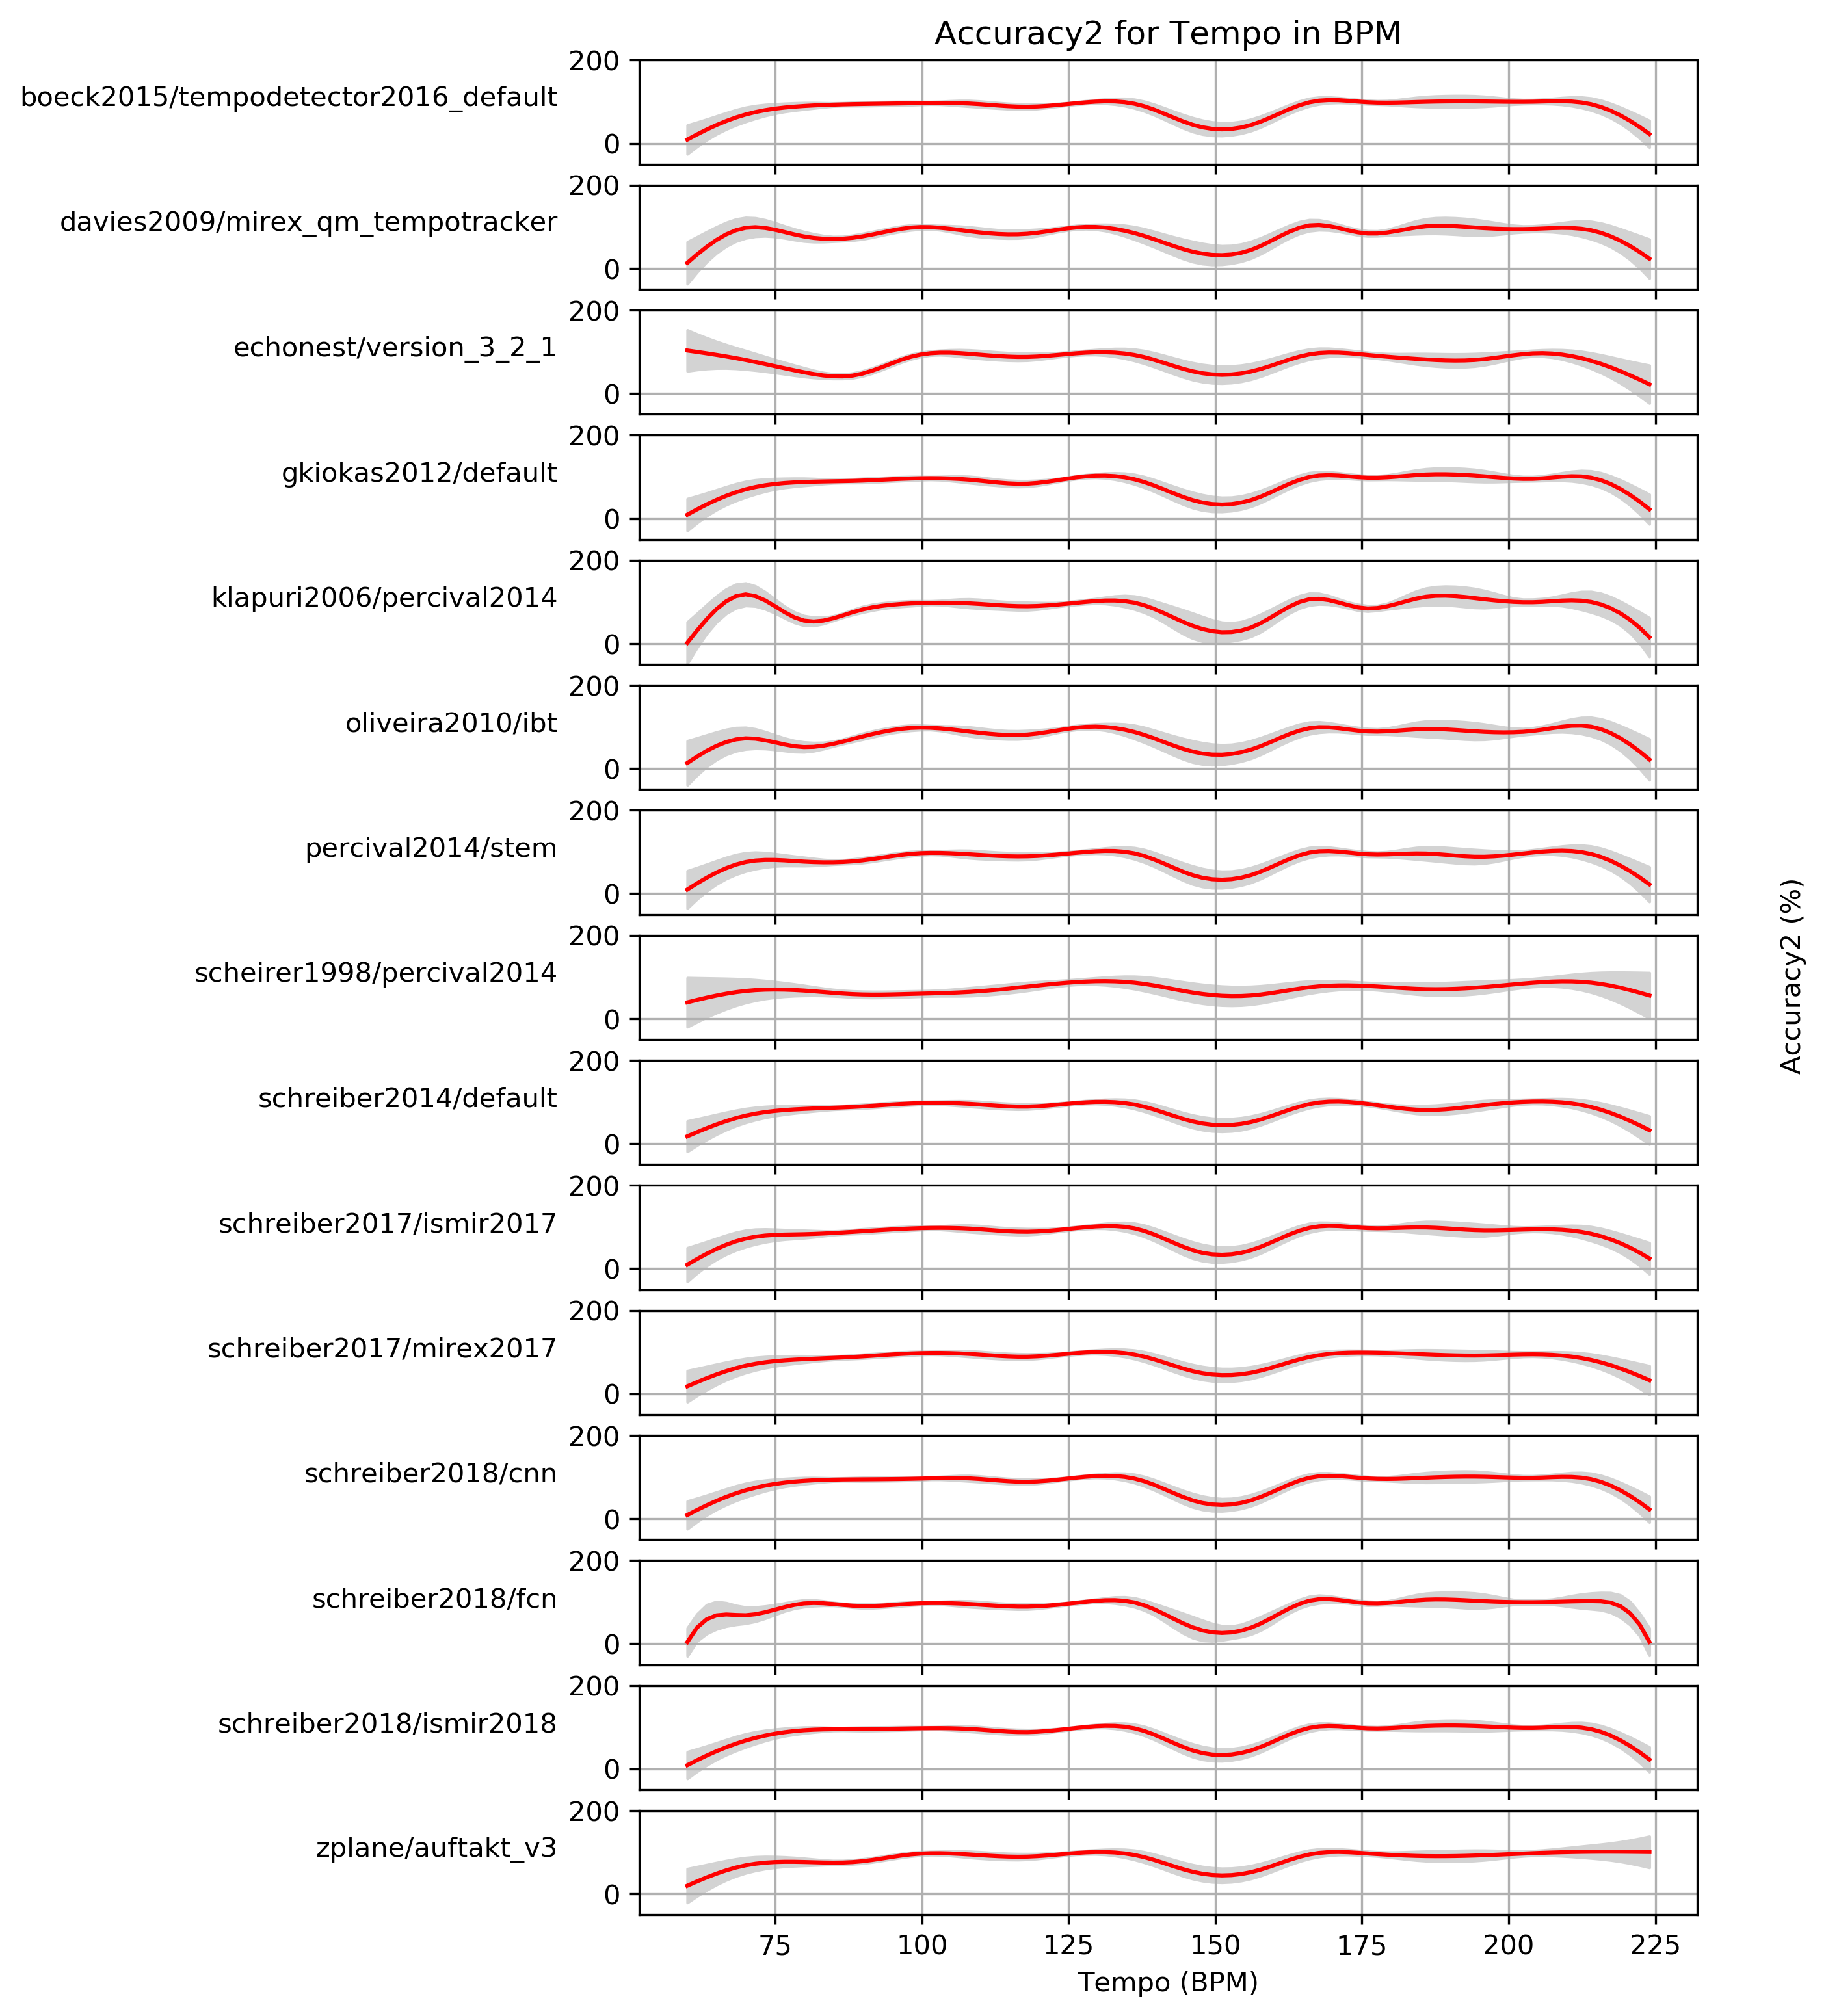 Accuracy2 for Tempo in BPM
200
boeck2015/tempodetector2016_default
0
200
davies2009/mirex_qm_tempotracker
0
200
echonest/version_3_2_1
0
200
gkiokas2012/default
0
200
klapuri2006/percival2014
0
200
oliveira2010/ibt
0
200
percival2014/stem
0
200
scheirer1998/percival2014
0
200
schreiber2014/default
0
200
schreiber2017/ismir2017
0
200
schreiber2017/mirex2017
0
200
schreiber2018/cnn
0
200
schreiber2018/fcn
0
200
schreiber2018/ismir2018
0
200
zplane/auftakt_v3
0
75 100 125 150 175 200 225
Tempo (BPM)
Accuracy2 (%)